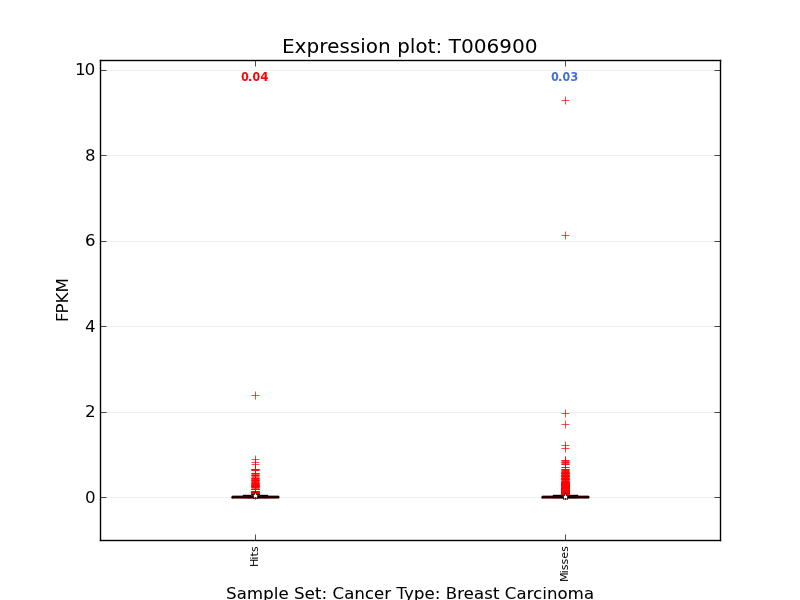 Expression plot: T006900
10
0.04
0.03
8
6
FPKM
4
2
0
Hits
Misses
Sample Set: Cancer Type: Breast Carcinoma